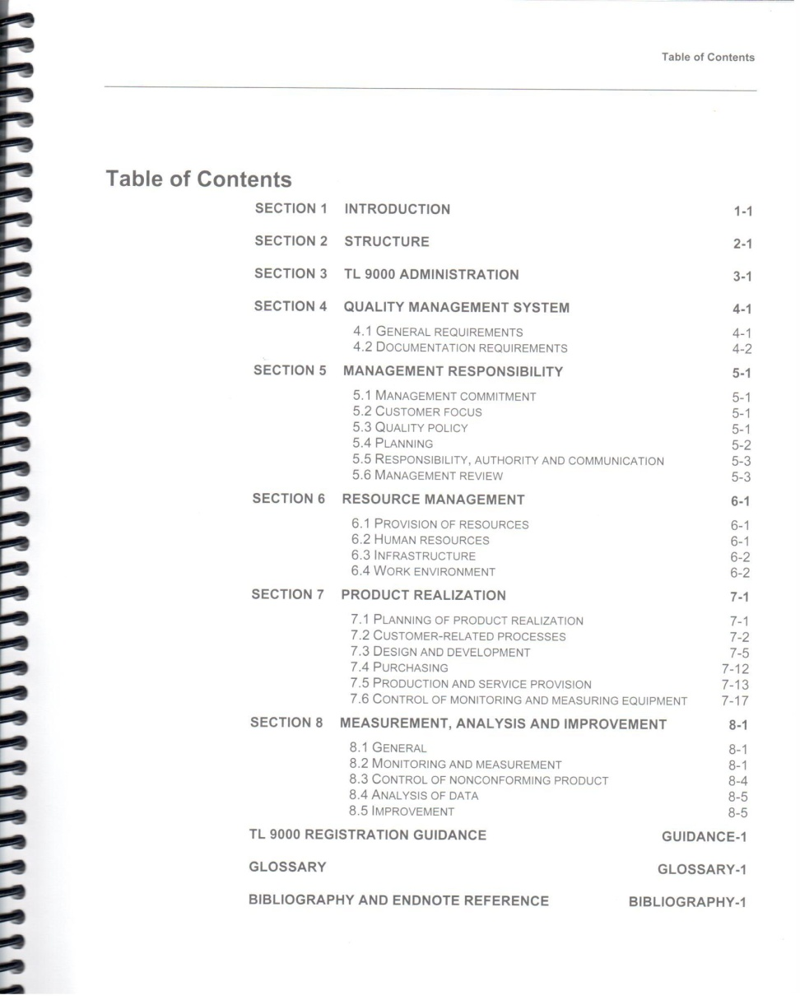 Table of Contents
Table of Contents
SECTION 1 INTRODUCTION 1-1
SECTION 2 STRUCTURE 2-1
SECTION 3 TL 9000 ADMINISTRATION 3-1
SECTION 4 QUALITY MANAGEMENT SYSTEM 4-1
4.1 GENERAL REQUIREMENTS 4-1
4.2 DOCUMENTATION REQUIREMENTS 4-2
SECTION 5 MANAGEMENT RESPONSIBILITY 5-1
5.1 MANAGEMENT COMMITMENT 5-1
5.2 CUSTOMER FOCUS 5-1
5.3 QUALITY POLICY 5-1
5.4 PLANNING 5-2
5.5 RESPONSIBILITY, AUTHORITY AND COMMUNICATION 5-3
5.6 MANAGEMENT REVIEW 5-3
SECTION 6 RESOURCE MANAGEMENT 6-1
6.1 PROVISION OF RESOURCES 6-1
6.2 HUMAN RESOURCES 6-1
6.3 INFRASTRUCTURE 6-2
6.4 WORK ENVIRONMENT 6-2
SECTION 7 PRODUCT REALIZATION 7-1
7.1 PLANNING OF PRODUCT REALIZATION 7-1
7.2 CUSTOMER-RELATED PROCESSES 7-2
7.3 DESIGN AND DEVELOPMENT 7-5
7.4 PURCHASING 7-12
7.5 PRODUCTION AND SERVICE PROVISION 7-13
7.6 CONTROL OF MONITORING AND MEASURING EQUIPMENT 7-17
SECTION 8 MEASUREMENT, ANALYSIS AND IMPROVEMENT 8-1
8.1 GENERAL 8-1
8.2 MONITORING AND MEASUREMENT 8-1
8.3 CONTROL OF NONCONFORMING PRODUCT 8-4
8.4 ANALYSIS OF DATA 8-5
8.5 IMPROVEMENT 8-5
TL 9000 REGISTRATION GUIDANCE GUIDANCE-1
GLOSSARY GLOSSARY-1
BIBLIOGRAPHY AND ENDNOTE REFERENCE BIBLIOGRAPHY-1